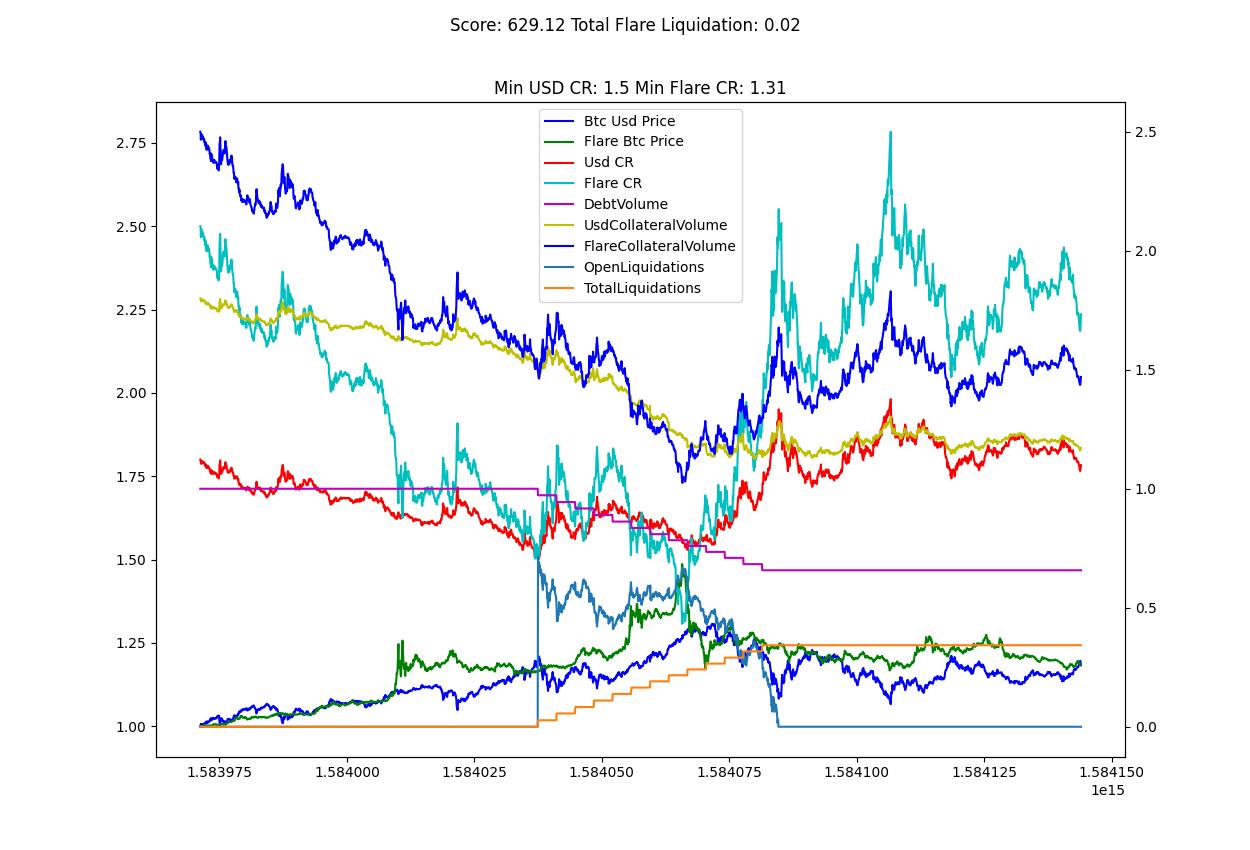 Score: 629.12 Total Flare Liquidation: 0.02
Min USD CR: 1.5 Min Flare CR: 1.31
Btc Usd Price
Flare Btc Price
Usd CR
Flare CR
DebtVolume
UsdCollateralVolume
FlareCollateralVolume
OpenLiquidations
TotalLiquidations
2.75
2.50
2.25
2.00
1.75
1.50
1.25
1.00
2.5
2.0
1.5
1.0
0.5
0.0
1.583975 1.584000 1.584025 1.584050 1.584075 1.584100 1.584125 1.584150
1e15